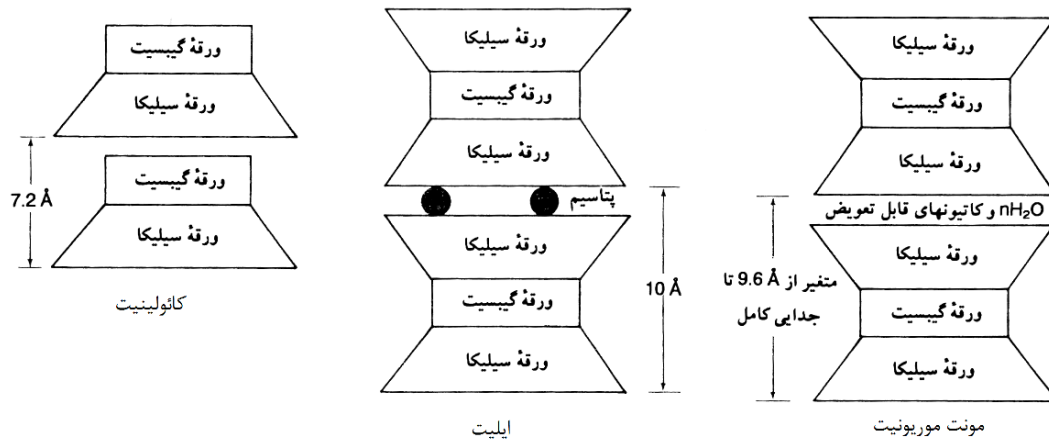 ورقهٔ گیبسیت
ورقهٔ سیلیکا
ورقهٔ گیبسیت
ورقهٔ سیلیکا
7.2 Å
کائولینیت
ورقهٔ سیلیکا
ورقهٔ گیبسیت
ورقهٔ سیلیکا
پتاسیم
ورقهٔ سیلیکا
ورقهٔ گیبسیت
ورقهٔ سیلیکا
10 Å
ایلیت
ورقهٔ سیلیکا
ورقهٔ گیبسیت
ورقهٔ سیلیکا
nH₂O و کاتیونهای قابل تعویض
ورقهٔ سیلیکا
ورقهٔ گیبسیت
ورقهٔ سیلیکا
متغیر از 9.6 Å تا
جدایی کامل
مونت موریونیت